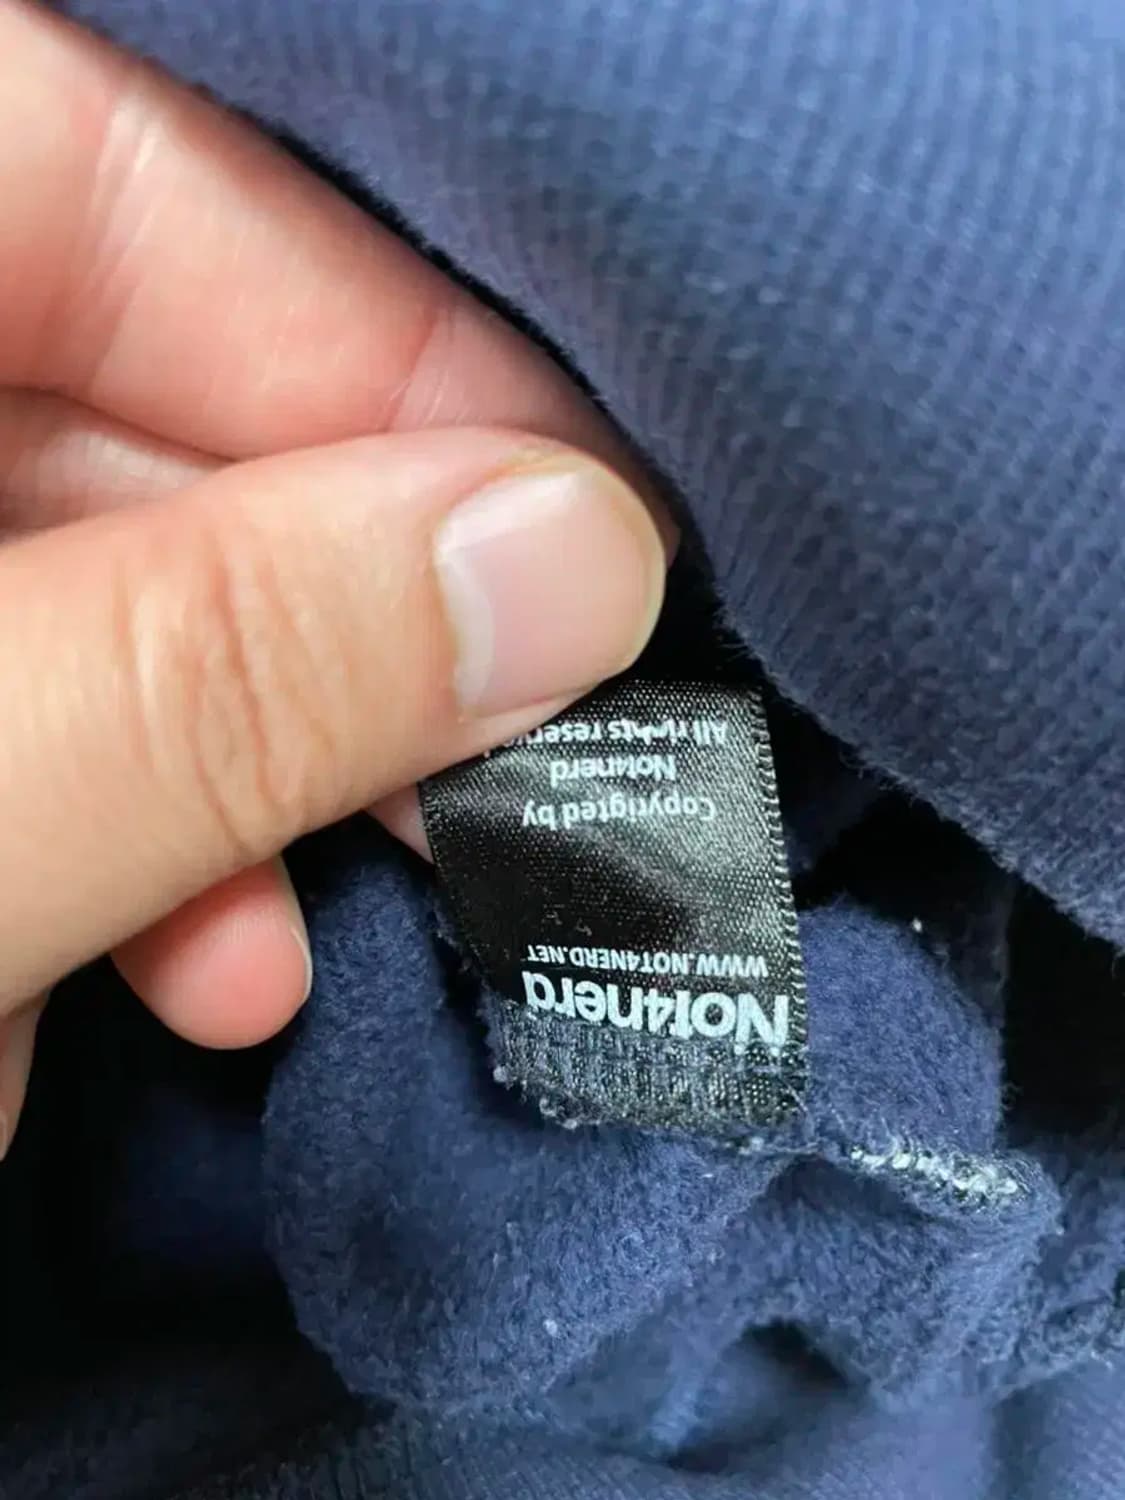 Not4nerd
WWW.NOT4NERD.NET
Copyrigted by
Not4nerd
All rights